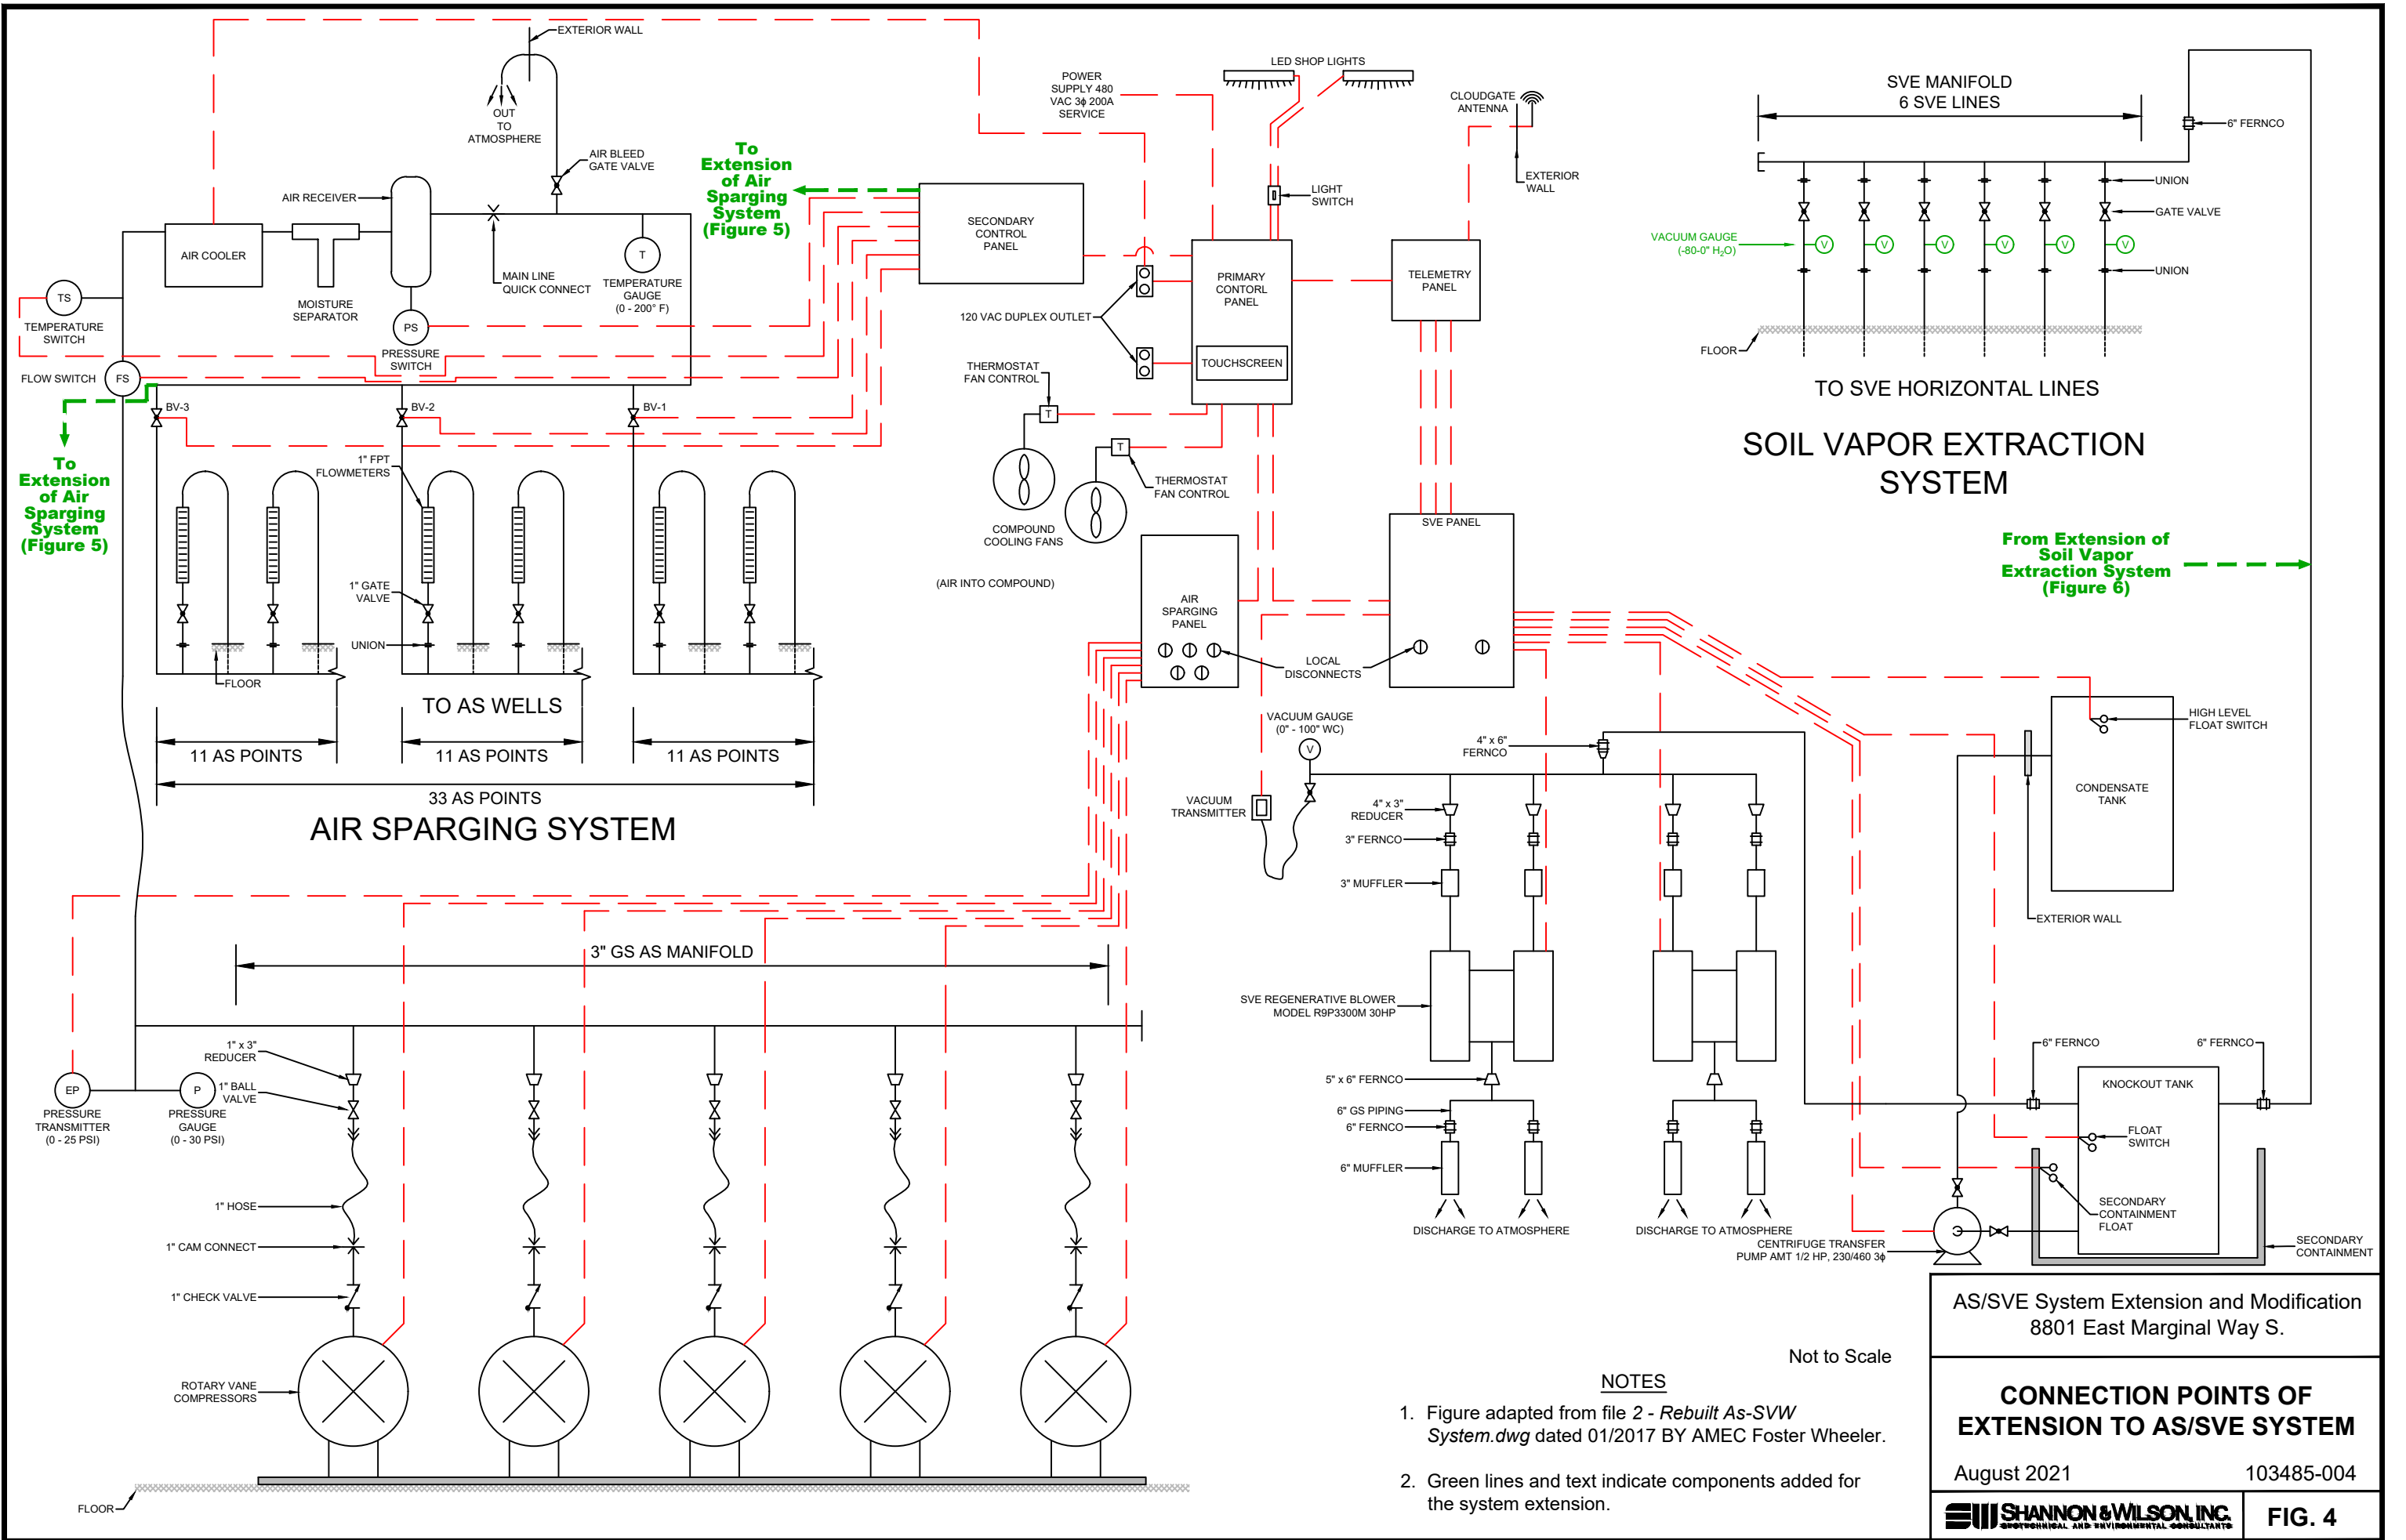 EXTERIOR WALL
OUT
TO
ATMOSPHERE
AIR BLEED
GATE VALVE
AIR RECEIVER
AIR COOLER
MOISTURE
SEPARATOR
MAIN LINE
QUICK CONNECT
T
TEMPERATURE
GAUGE
(0 - 200° F)
TS
TEMPERATURE
SWITCH
PS
PRESSURE
SWITCH
FLOW SWITCH
FS
BV-3
BV-2
BV-1
To
Extension
of Air
Sparging
System
(Figure 5)
1" FPT
FLOWMETERS
1" GATE
VALVE
UNION
FLOOR
TO AS WELLS
11 AS POINTS
11 AS POINTS
11 AS POINTS
33 AS POINTS
AIR SPARGING SYSTEM
To
Extension
of Air
Sparging
System
(Figure 5)
SECONDARY
CONTROL
PANEL
POWER
SUPPLY 480
VAC 3ϕ 200A
SERVICE
LED SHOP LIGHTS
LIGHT
SWITCH
CLOUDGATE
ANTENNA
EXTERIOR
WALL
PRIMARY
CONTORL
PANEL
TOUCHSCREEN
TELEMETRY
PANEL
120 VAC DUPLEX OUTLET
THERMOSTAT
FAN CONTROL
T
T
THERMOSTAT
FAN CONTROL
COMPOUND
COOLING FANS
(AIR INTO COMPOUND)
AIR
SPARGING
PANEL
SVE PANEL
LOCAL
DISCONNECTS
SVE MANIFOLD
6 SVE LINES
6" FERNCO
UNION
GATE VALVE
VACUUM GAUGE
(-80-0" H₂O)
V
V
V
V
V
V
UNION
FLOOR
TO SVE HORIZONTAL LINES
SOIL VAPOR EXTRACTION
SYSTEM
From Extension of
Soil Vapor
Extraction System
(Figure 6)
VACUUM GAUGE
(0" - 100" WC)
V
VACUUM
TRANSMITTER
4" x 6"
FERNCO
4" x 3"
REDUCER
3" FERNCO
3" MUFFLER
SVE REGENERATIVE BLOWER
MODEL R9P3300M 30HP
5" x 6" FERNCO
6" GS PIPING
6" FERNCO
6" MUFFLER
DISCHARGE TO ATMOSPHERE
DISCHARGE TO ATMOSPHERE
HIGH LEVEL
FLOAT SWITCH
CONDENSATE
TANK
EXTERIOR WALL
6" FERNCO
6" FERNCO
KNOCKOUT TANK
FLOAT
SWITCH
SECONDARY
CONTAINMENT
FLOAT
SECONDARY
CONTAINMENT
CENTRIFUGE TRANSFER
PUMP AMT 1/2 HP, 230/460 3ϕ
3" GS AS MANIFOLD
EP
PRESSURE
TRANSMITTER
(0 - 25 PSI)
P
PRESSURE
GAUGE
(0 - 30 PSI)
1" x 3"
REDUCER
1" BALL
VALVE
1" HOSE
1" CAM CONNECT
1" CHECK VALVE
ROTARY VANE
COMPRESSORS
FLOOR
Not to Scale
NOTES
1. Figure adapted from file 2 - Rebuilt As-SVW
System.dwg dated 01/2017 BY AMEC Foster Wheeler.
2. Green lines and text indicate components added for
the system extension.
AS/SVE System Extension and Modification
8801 East Marginal Way S.
CONNECTION POINTS OF
EXTENSION TO AS/SVE SYSTEM
August 2021
103485-004
SHANNON & WILSON, INC.
GEOTECHNICAL AND ENVIRONMENTAL CONSULTANTS
FIG. 4